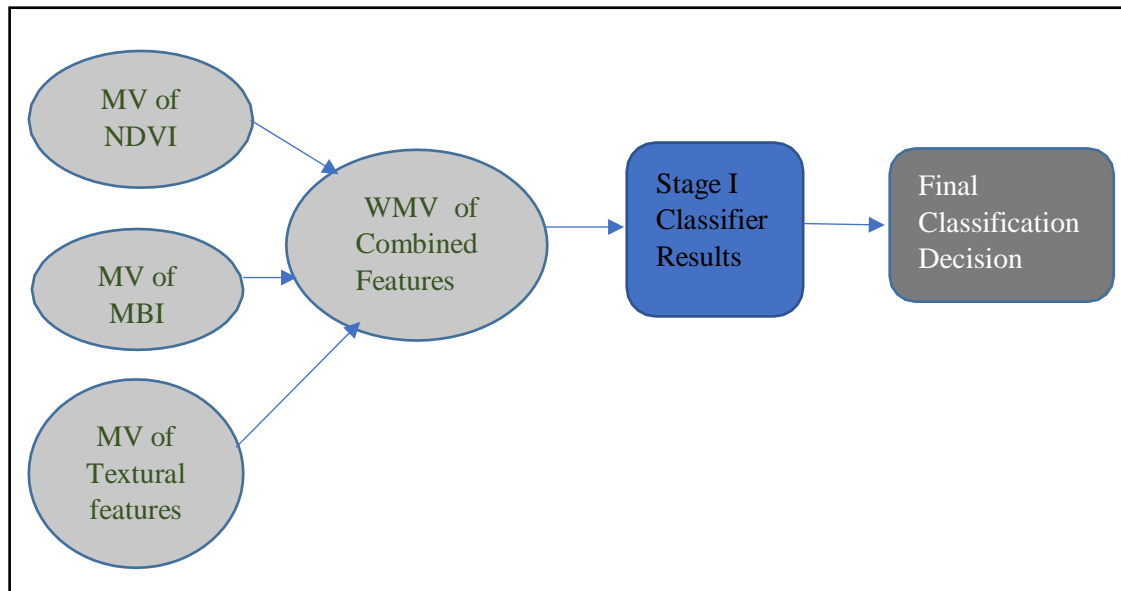 MV of
NDVI
MV of
MBI
MV of
Textural
features
WMV of
Combined
Features
Stage I
Classifier
Results
Final
Classification
Decision